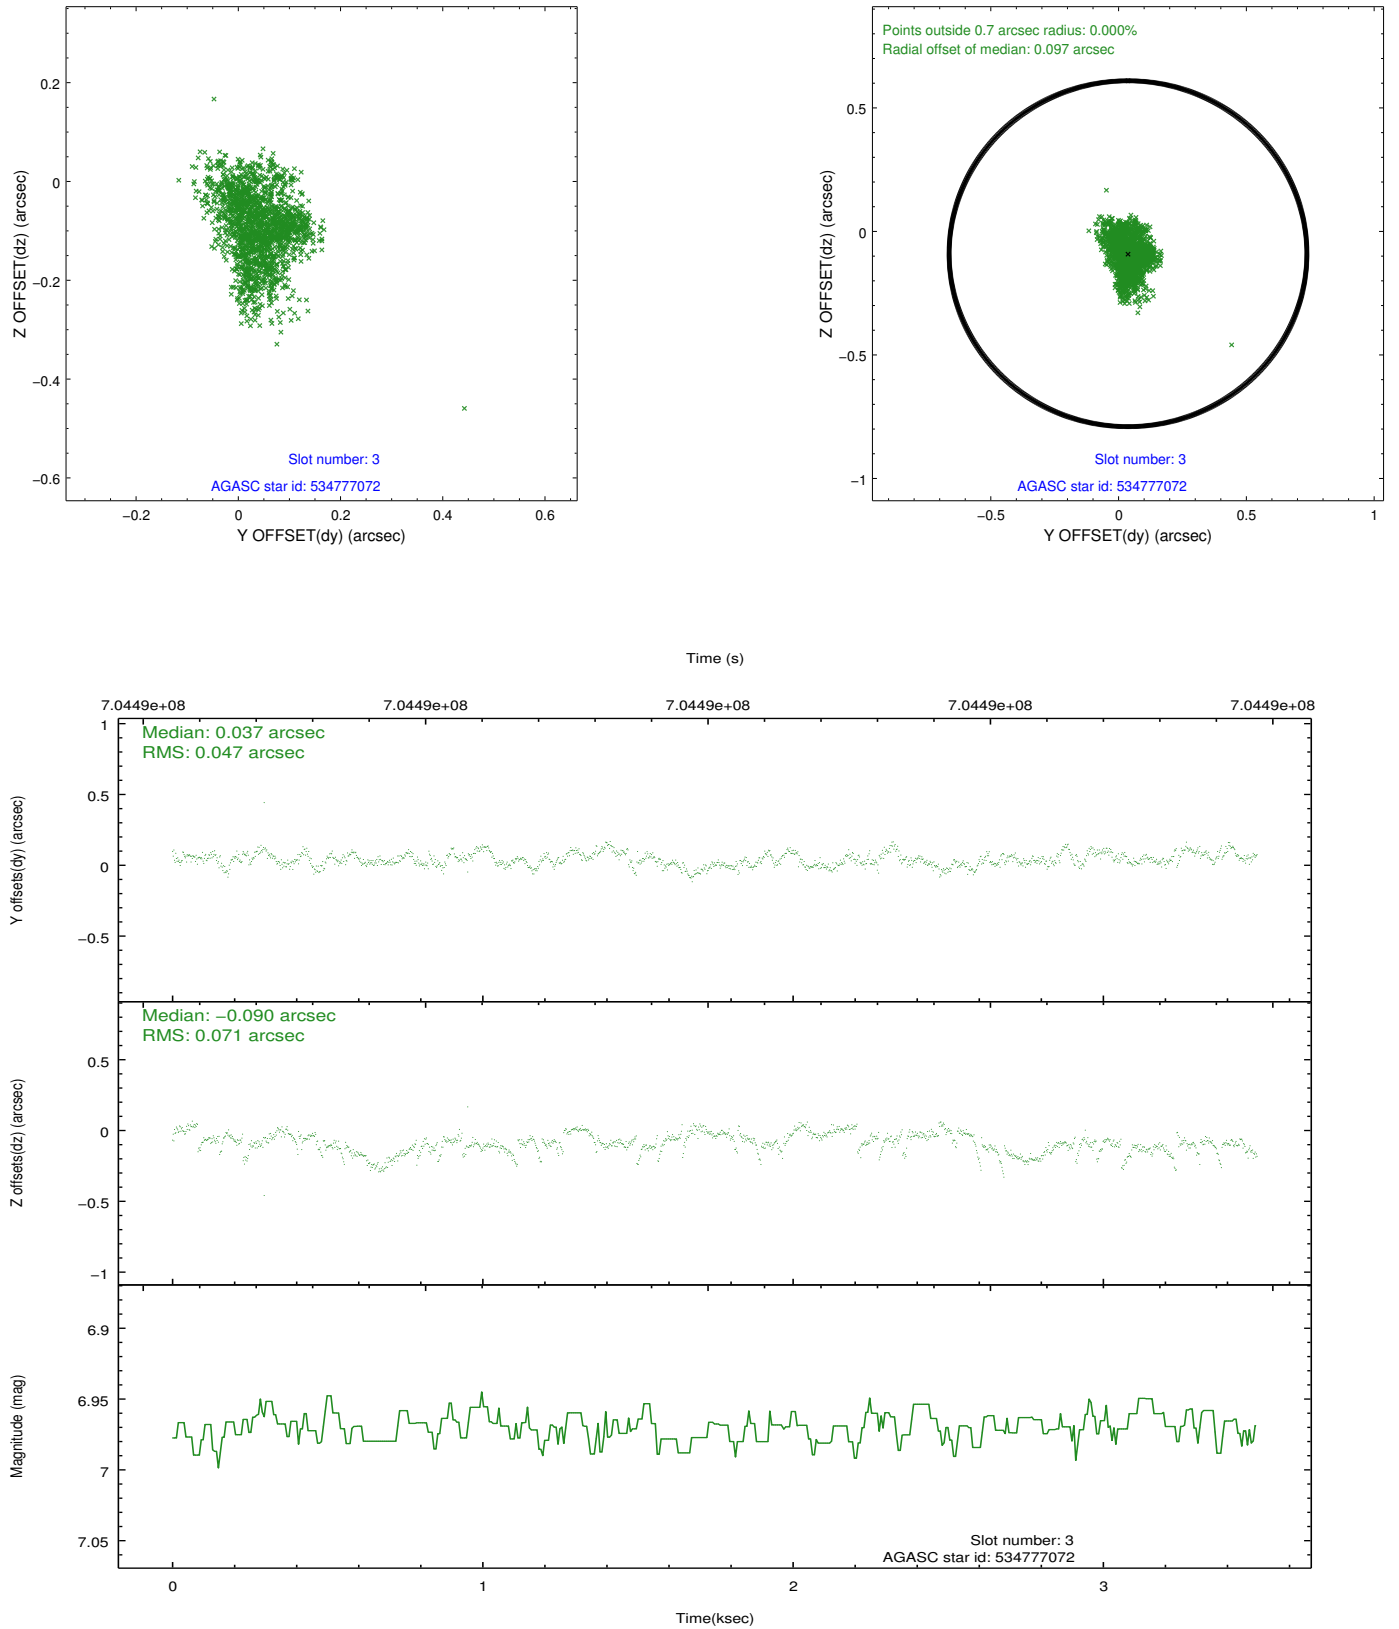 0.2
0
−0.2
−0.4
−0.6
Z OFFSET(dz) (arcsec)
Slot number: 3
AGASC star id: 534777072
−0.2 0 0.2 0.4 0.6
Y OFFSET(dy) (arcsec)
Points outside 0.7 arcsec radius: 0.000%
Radial offset of median: 0.097 arcsec
0.5
0
−0.5
−1
Z OFFSET(dz) (arcsec)
Slot number: 3
AGASC star id: 534777072
−0.5 0 0.5 1
Y OFFSET(dy) (arcsec)
Time (s)
7.0449e+08 7.0449e+08 7.0449e+08 7.0449e+08 7.0449e+08
Median: 0.037 arcsec
RMS: 0.047 arcsec
1
0.5
0
−0.5
Y offsets(dy) (arcsec)
Median: −0.090 arcsec
RMS: 0.071 arcsec
0.5
0
−0.5
−1
Z offsets(dz) (arcsec)
6.9
6.95
7
7.05
Magnitude (mag)
Slot number: 3
AGASC star id: 534777072
0 1 2 3
Time(ksec)